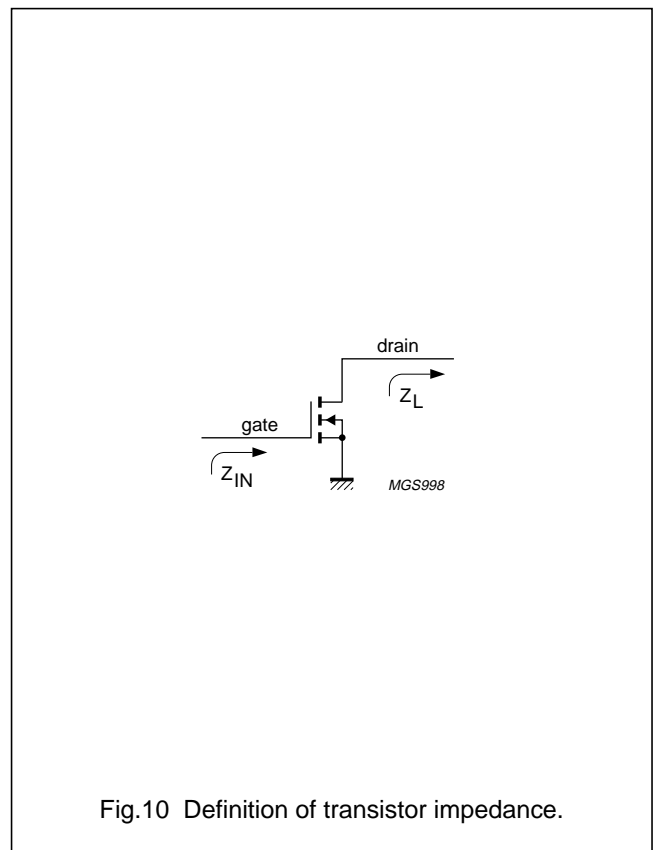 drain
Z_L
gate
Z_IN
MGS998
Fig.10 Definition of transistor impedance.